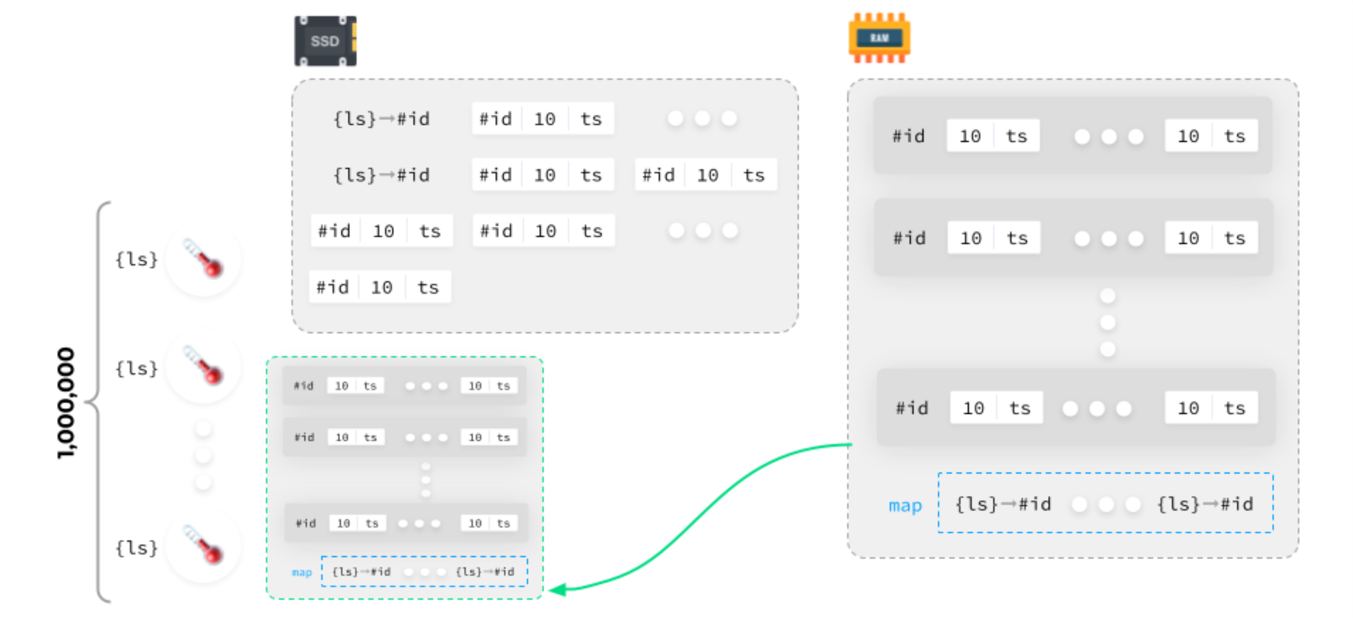 SSD
{ls}→#id #id 10 ts
{ls}→#id #id 10 ts #id 10 ts
#id 10 ts #id 10 ts
#id 10 ts
RAM
#id 10 ts 10 ts
#id 10 ts 10 ts
#id 10 ts 10 ts
map {ls}→#id {ls}→#id
1,000,000
{ls}
{ls}
{ls}
#id 10 ts 10 ts
#id 10 ts 10 ts
#id 10 ts 10 ts
map {ls}→#id {ls}→#id